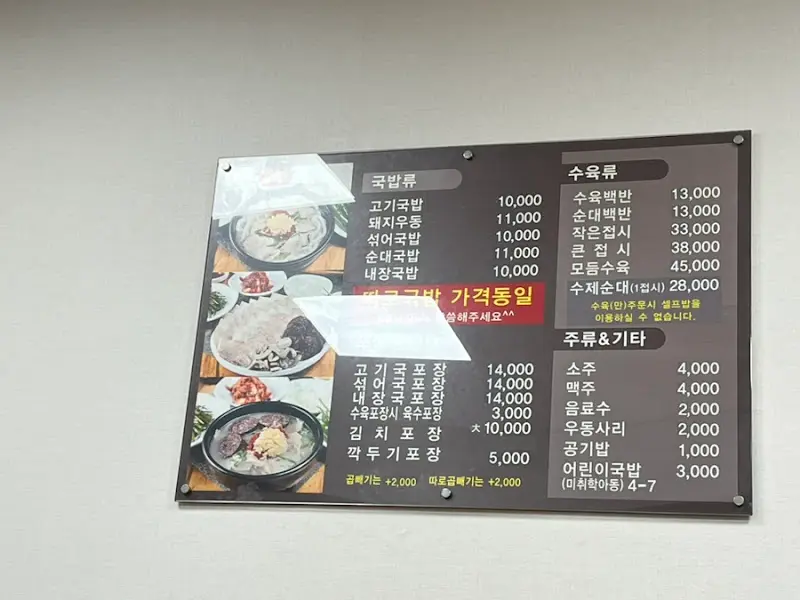 국밥류
고기국밥 10,000
돼지우동 11,000
섞어국밥 10,000
순대국밥 11,000
내장국밥 10,000
따로국밥 가격동일
씀해주세요^^
고기국포장 14,000
섞어국포장 14,000
내장국포장 14,000
수육포장시 육수포장 3,000
김치포장 ㅊ10,000
깍두기포장 5,000
곱빼기는 +2,000 따로곱빼기는 +2,000
수육류
수육백반 13,000
순대백반 13,000
작은접시 33,000
큰 접 시 38,000
모듬수육 45,000
수제순대(1접시) 28,000
수육(만)주문시 셀프밥을
이용하실 수 없습니다.
주류&기타
소주 4,000
맥주 4,000
음료수 2,000
우동사리 2,000
공기밥 1,000
어린이국밥 3,000
(미취학아동) 4-7